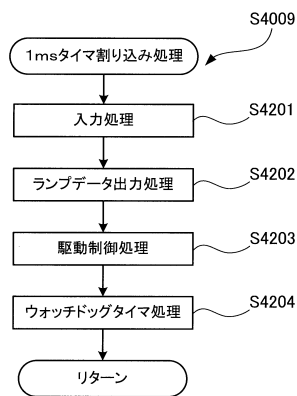 S4009
1msタイマ割り込み処理
入力処理
S4201
ランプデータ出力処理
S4202
駆動制御処理
S4203
ウォッチドッグタイマ処理
S4204
リターン